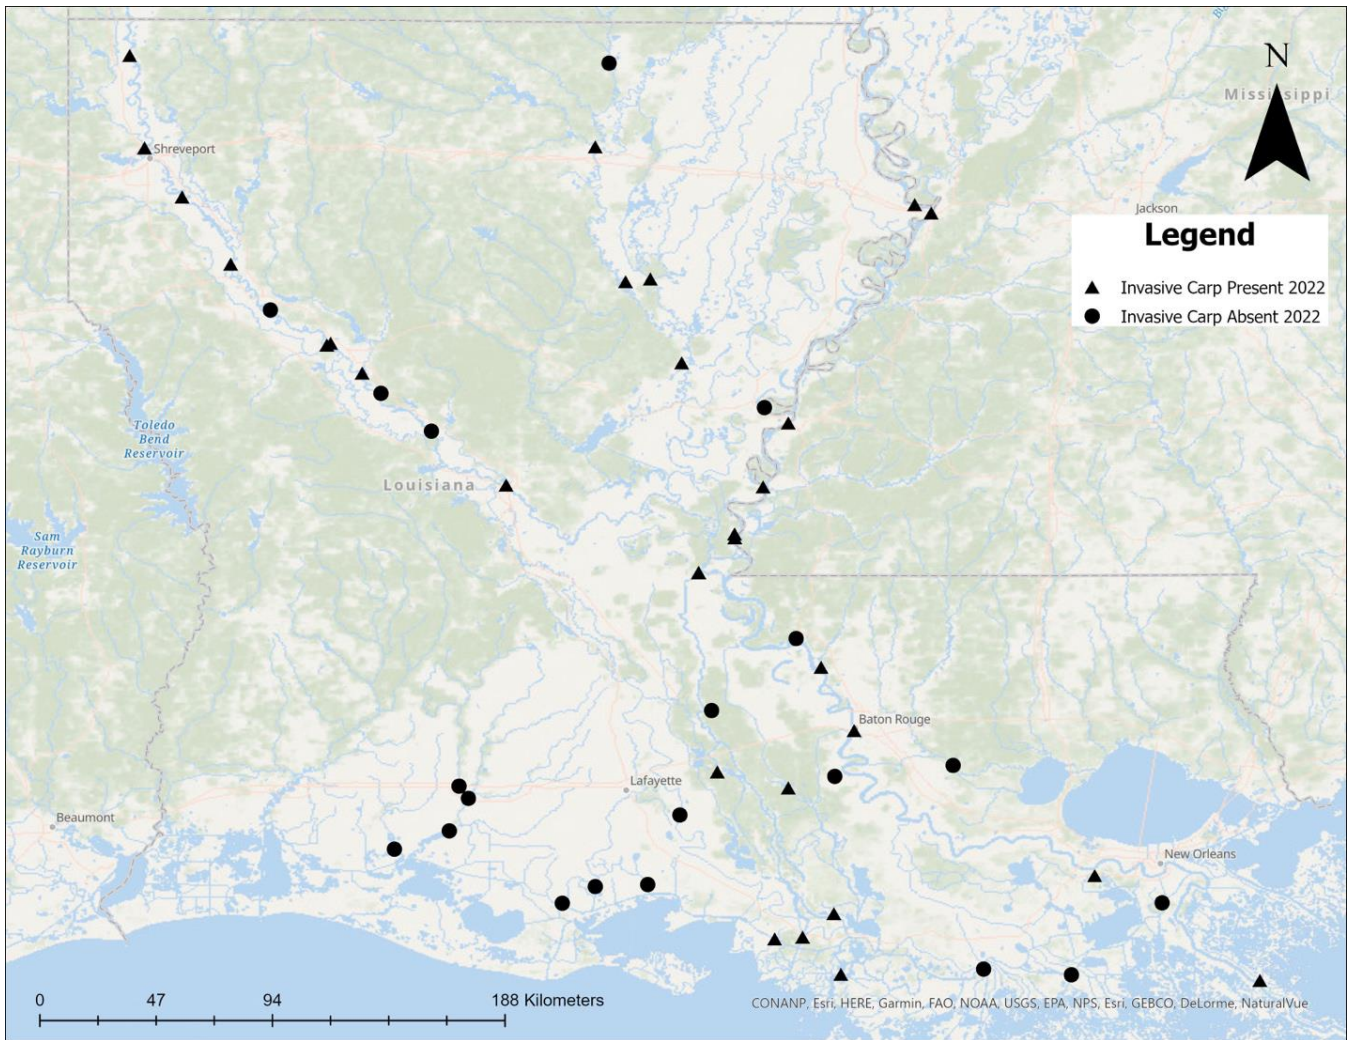 N
Mississippi
Shreveport
Jackson
Legend
Invasive Carp Present 2022
Invasive Carp Absent 2022
Toledo
Bend
Reservoir
Louisiana
Sam
Rayburn
Reservoir
Baton Rouge
Lafayette
Beaumont
New Orleans
0 47 94 188 Kilometers
CONANP, Esri, HERE, Garmin, FAO, NOAA, USGS, EPA, NPS, Esri, GEBCO, DeLorme, NaturalVue